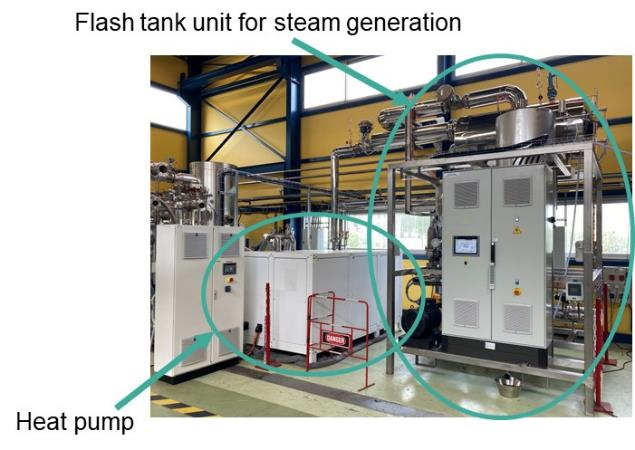 Flash tank unit for steam generation
DANGER
Heat pump